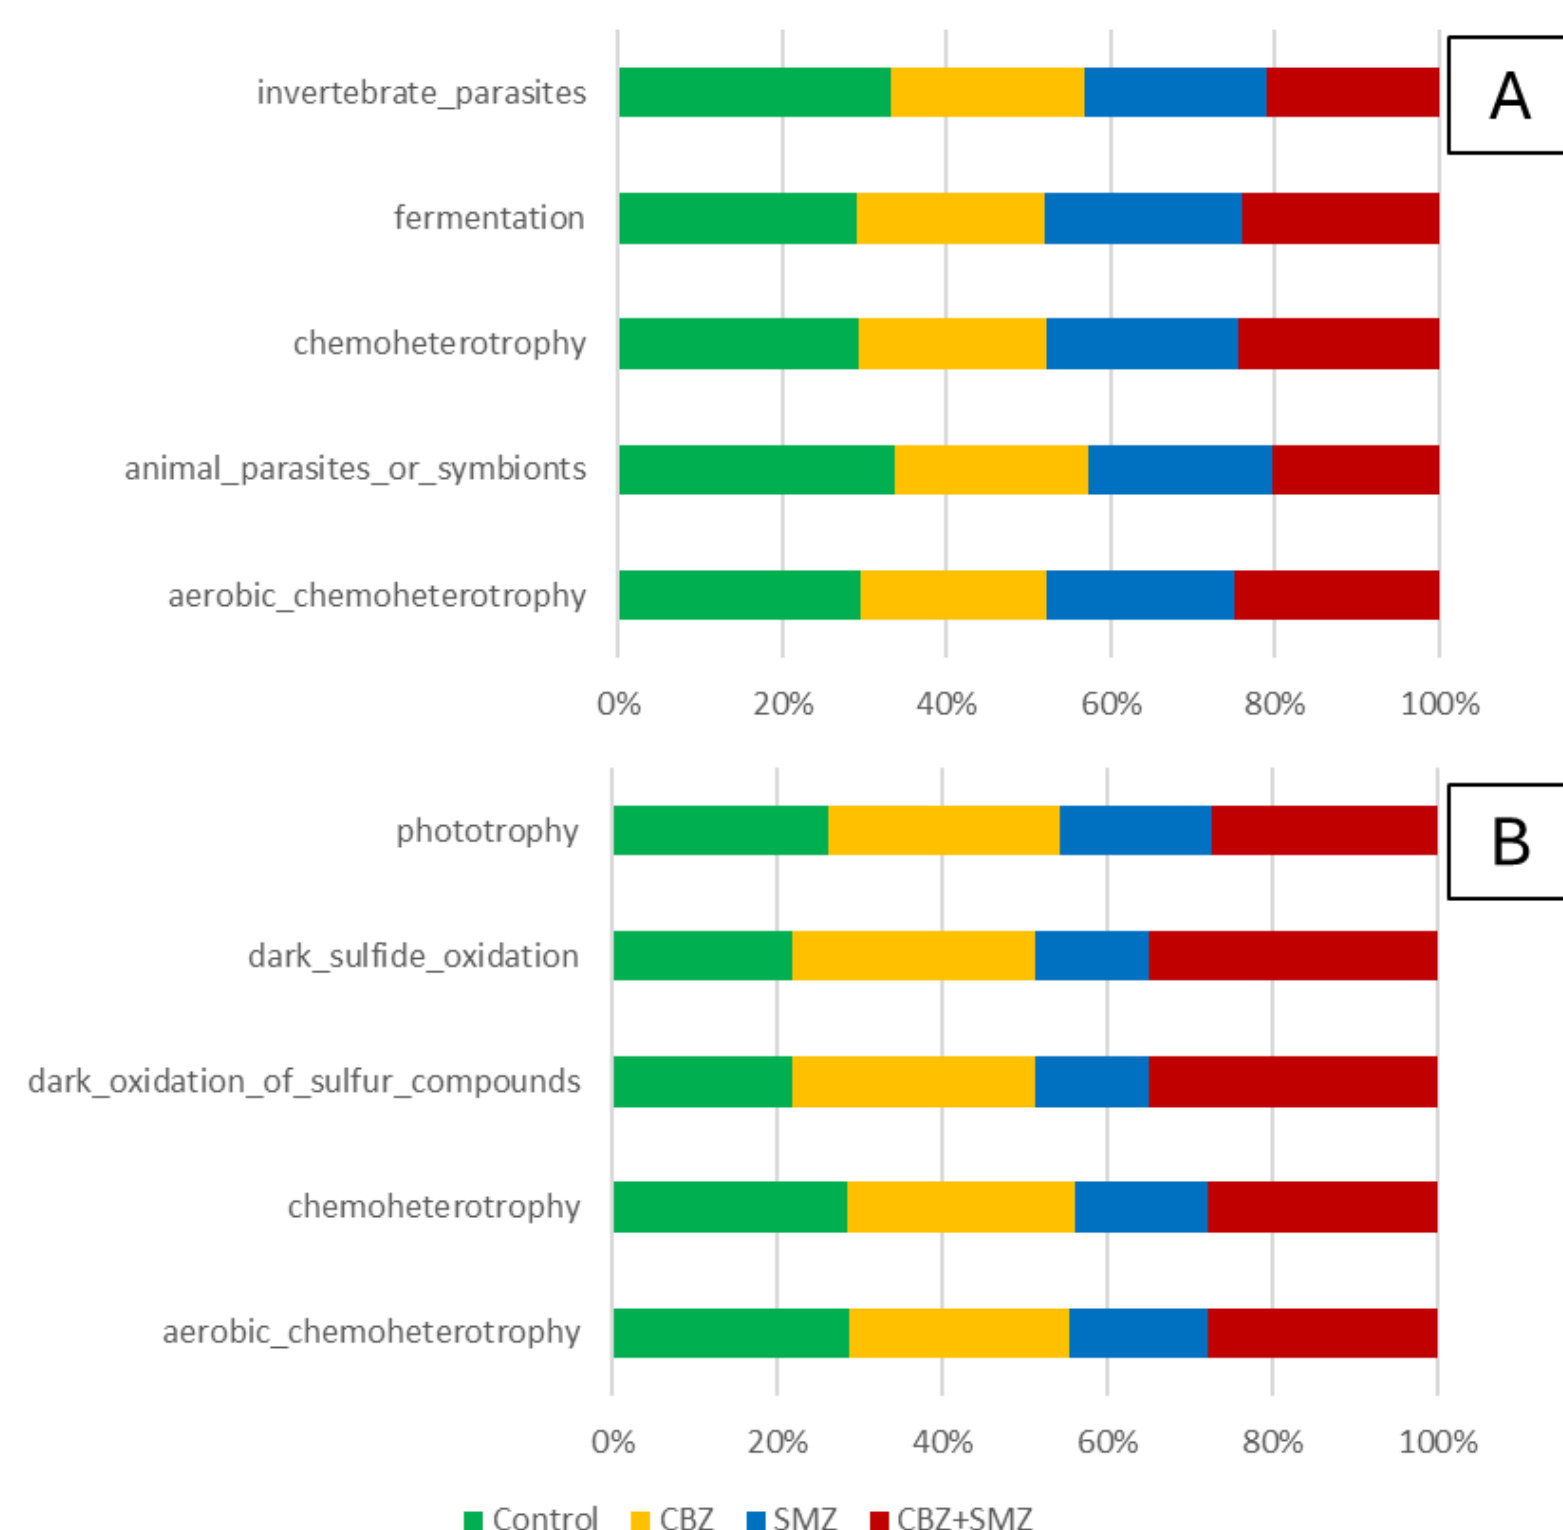 A
invertebrate_parasites
fermentation
chemoheterotrophy
animal_parasites_or_symbionts
aerobic_chemoheterotrophy
0% 20% 40% 60% 80% 100%
B
phototrophy
dark_sulfide_oxidation
dark_oxidation_of_sulfur_compounds
chemoheterotrophy
aerobic_chemoheterotrophy
0% 20% 40% 60% 80% 100%
Control CBZ SMZ CBZ+SMZ